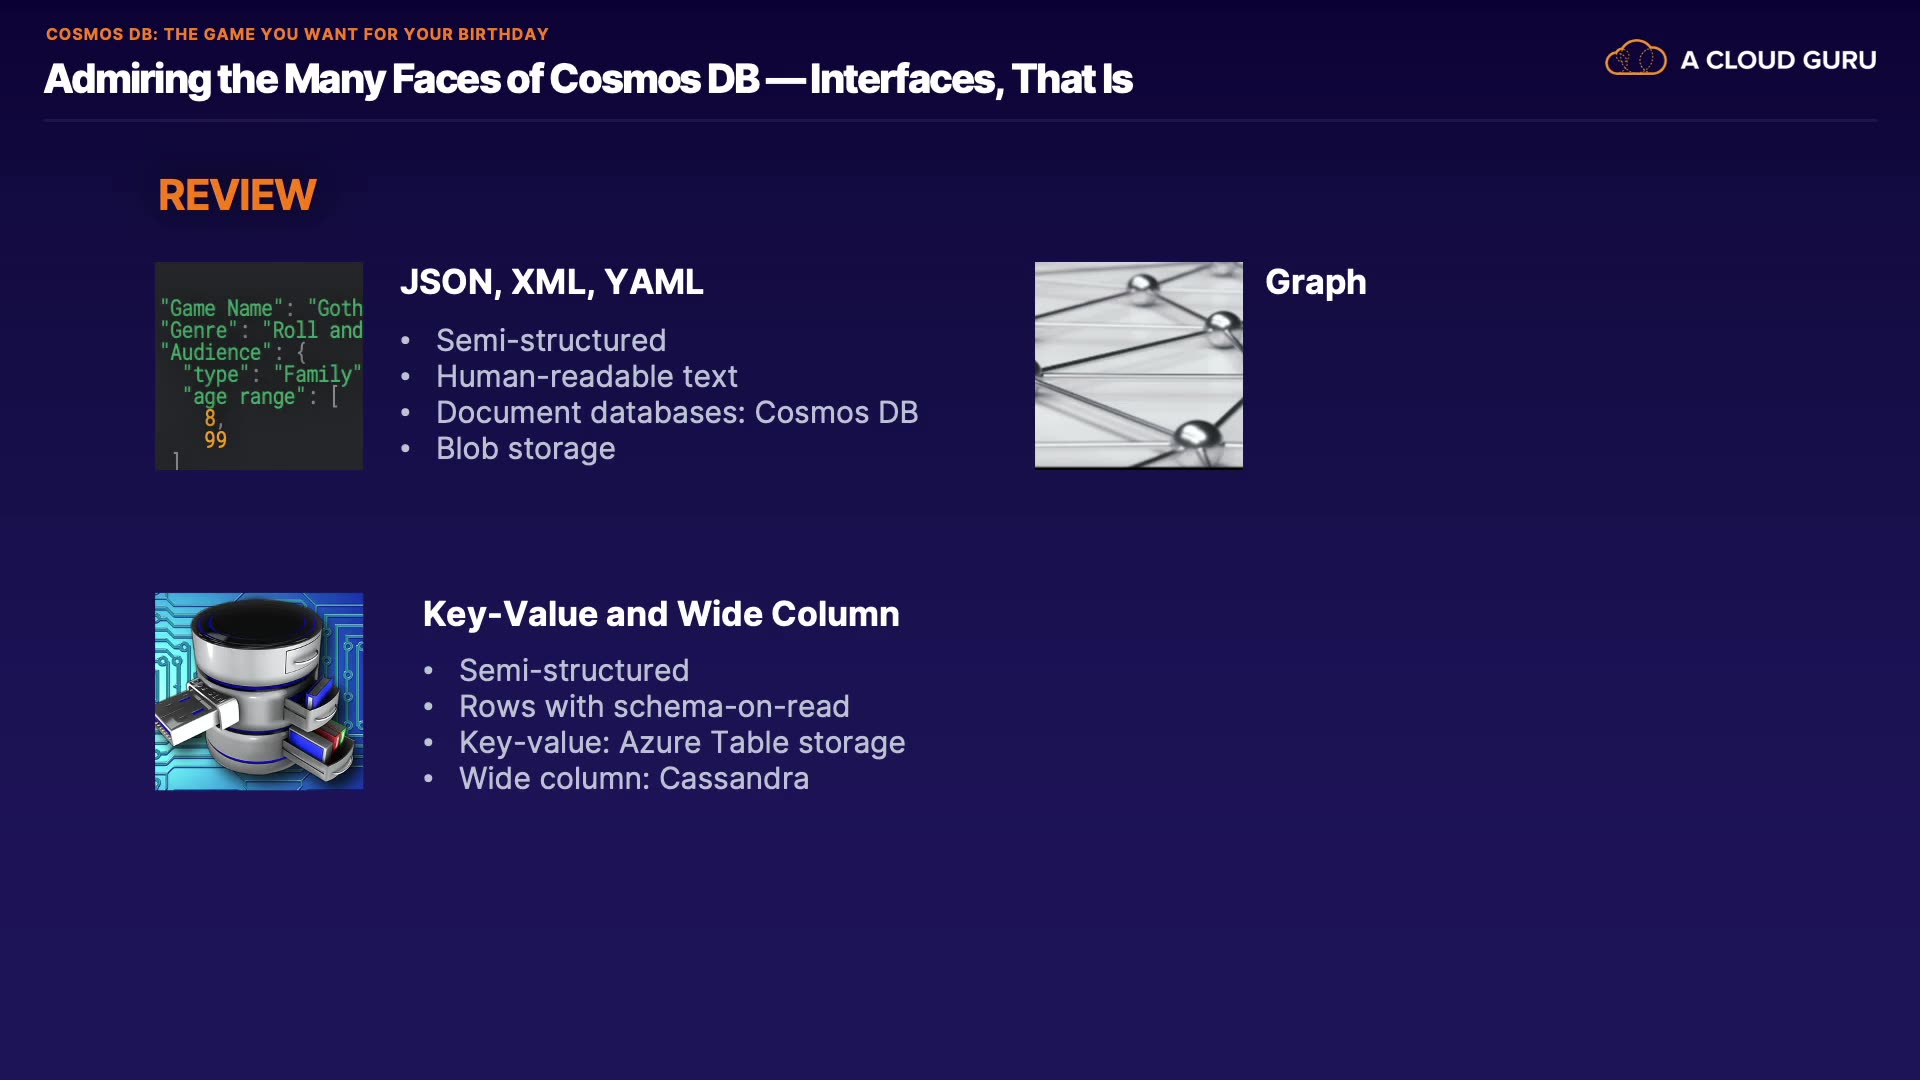 COSMOS DB: THE GAME YOU WANT FOR YOUR BIRTHDAY
Admiring the Many Faces of Cosmos DB — Interfaces, That Is
A CLOUD GURU
REVIEW
"Game Name": "Goth
"Genre": "Roll and
"Audience": {
"type": "Family"
"age range": [
8,
99
]
JSON, XML, YAML
• Semi-structured
• Human-readable text
• Document databases: Cosmos DB
• Blob storage
Graph
Key-Value and Wide Column
• Semi-structured
• Rows with schema-on-read
• Key-value: Azure Table storage
• Wide column: Cassandra